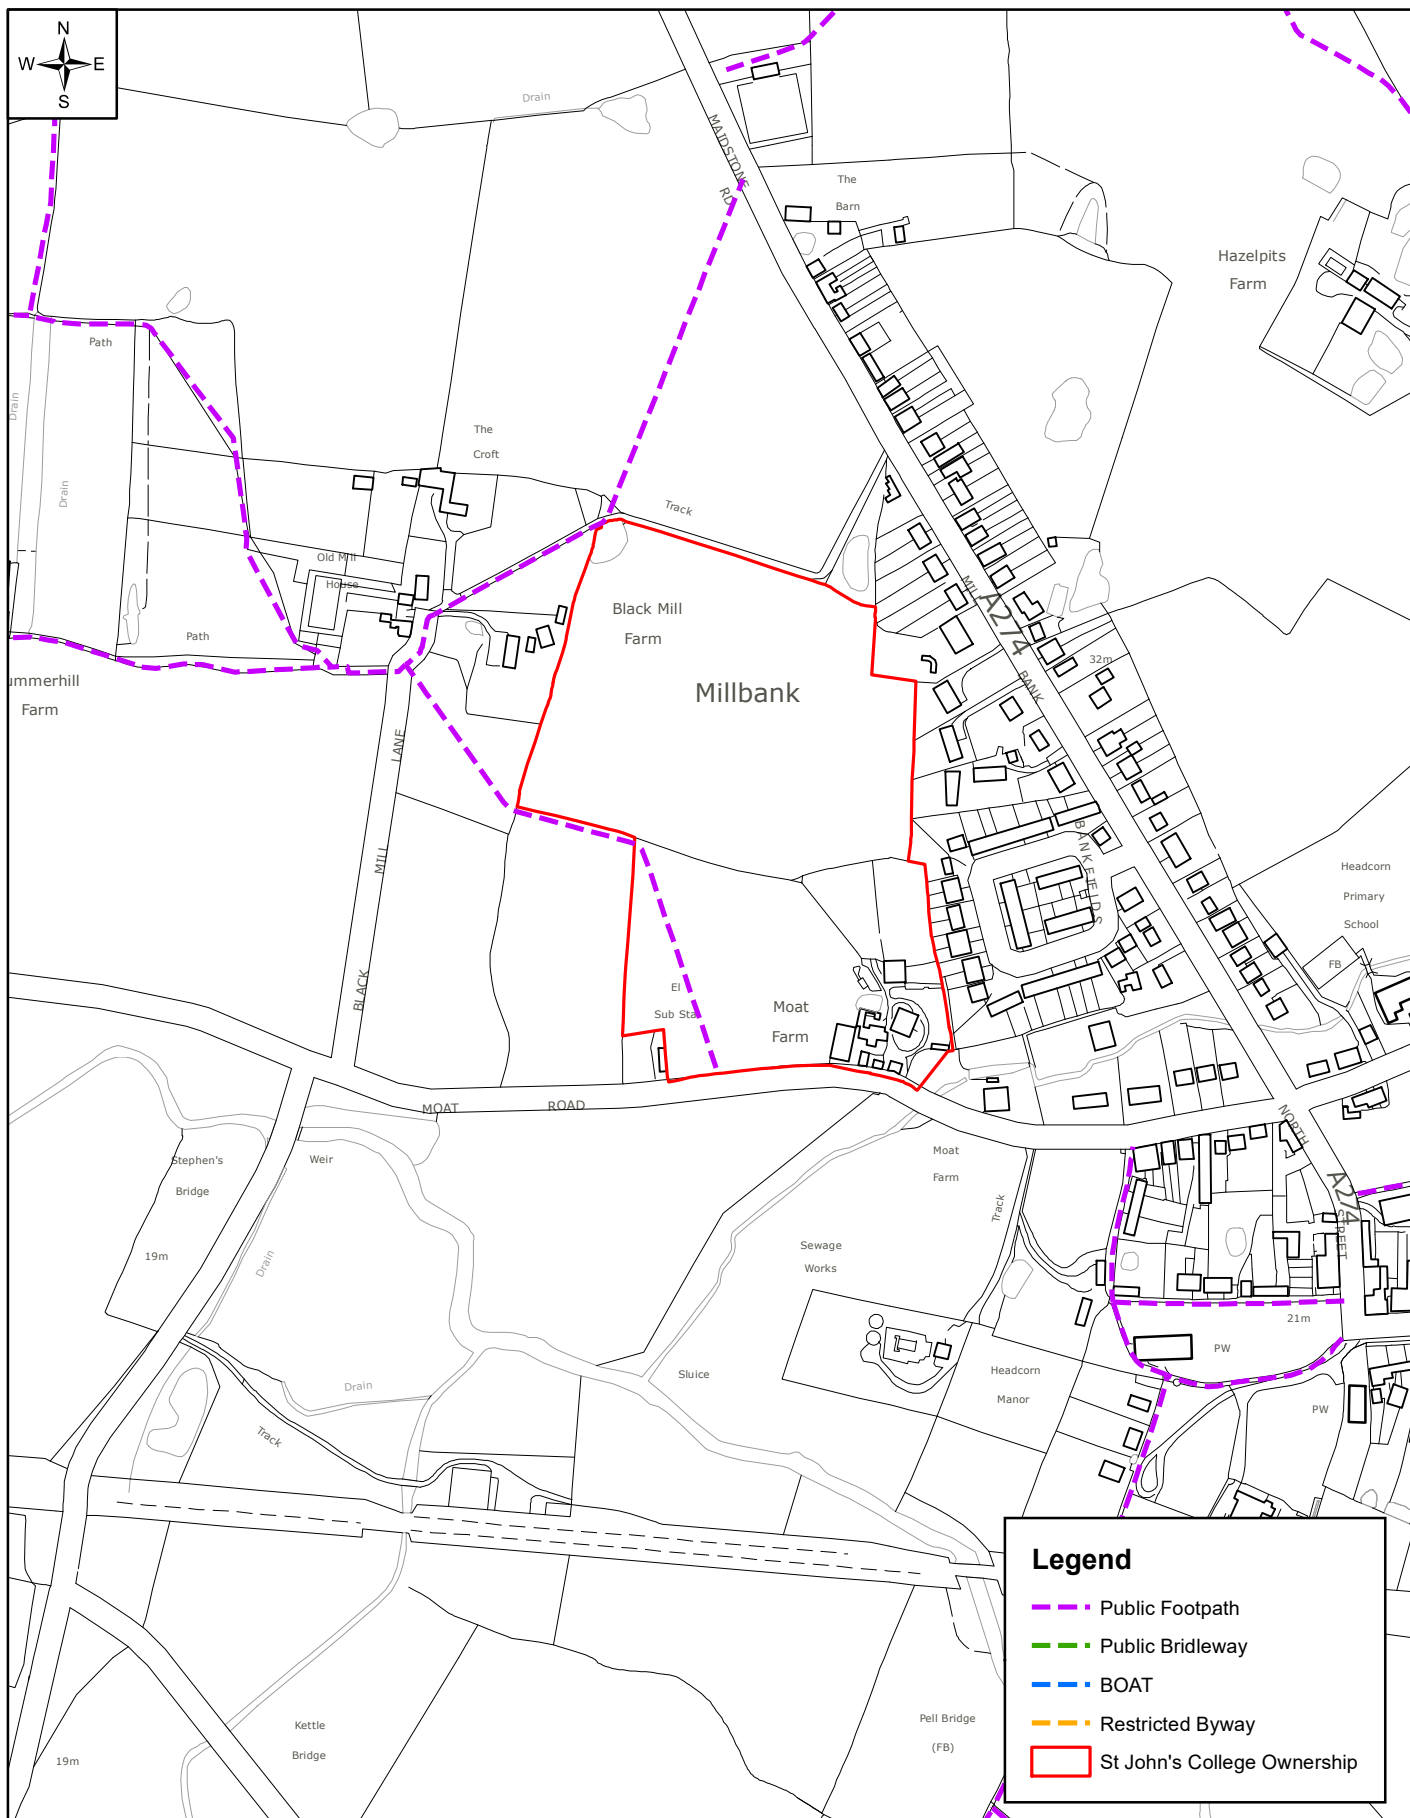 N
W E
S
Drain
MAIDSTONE
RD
The
Barn
Hazelpits
Farm
Path
Drain
Drain
The
Croft
Track
Old Mill
House
Black Mill
Farm
MILL
A274
BANK
32m
Path
ummerhill
Farm
Millbank
LANE
MILL
BLACK
BANKFIELDS
Headcorn
Primary
School
FB
El
Sub Sta
Moat
Farm
MOAT ROAD
NORTH
A274
STREET
Stephen's
Bridge
Weir
19m
Drain
Moat
Farm
Track
Sewage
Works
21m
PW
Sluice
Headcorn
Manor
PW
Drain
Track
Kettle
Bridge
19m
Pell Bridge
(FB)
Legend
Public Footpath
Public Bridleway
BOAT
Restricted Byway
St John's College Ownership